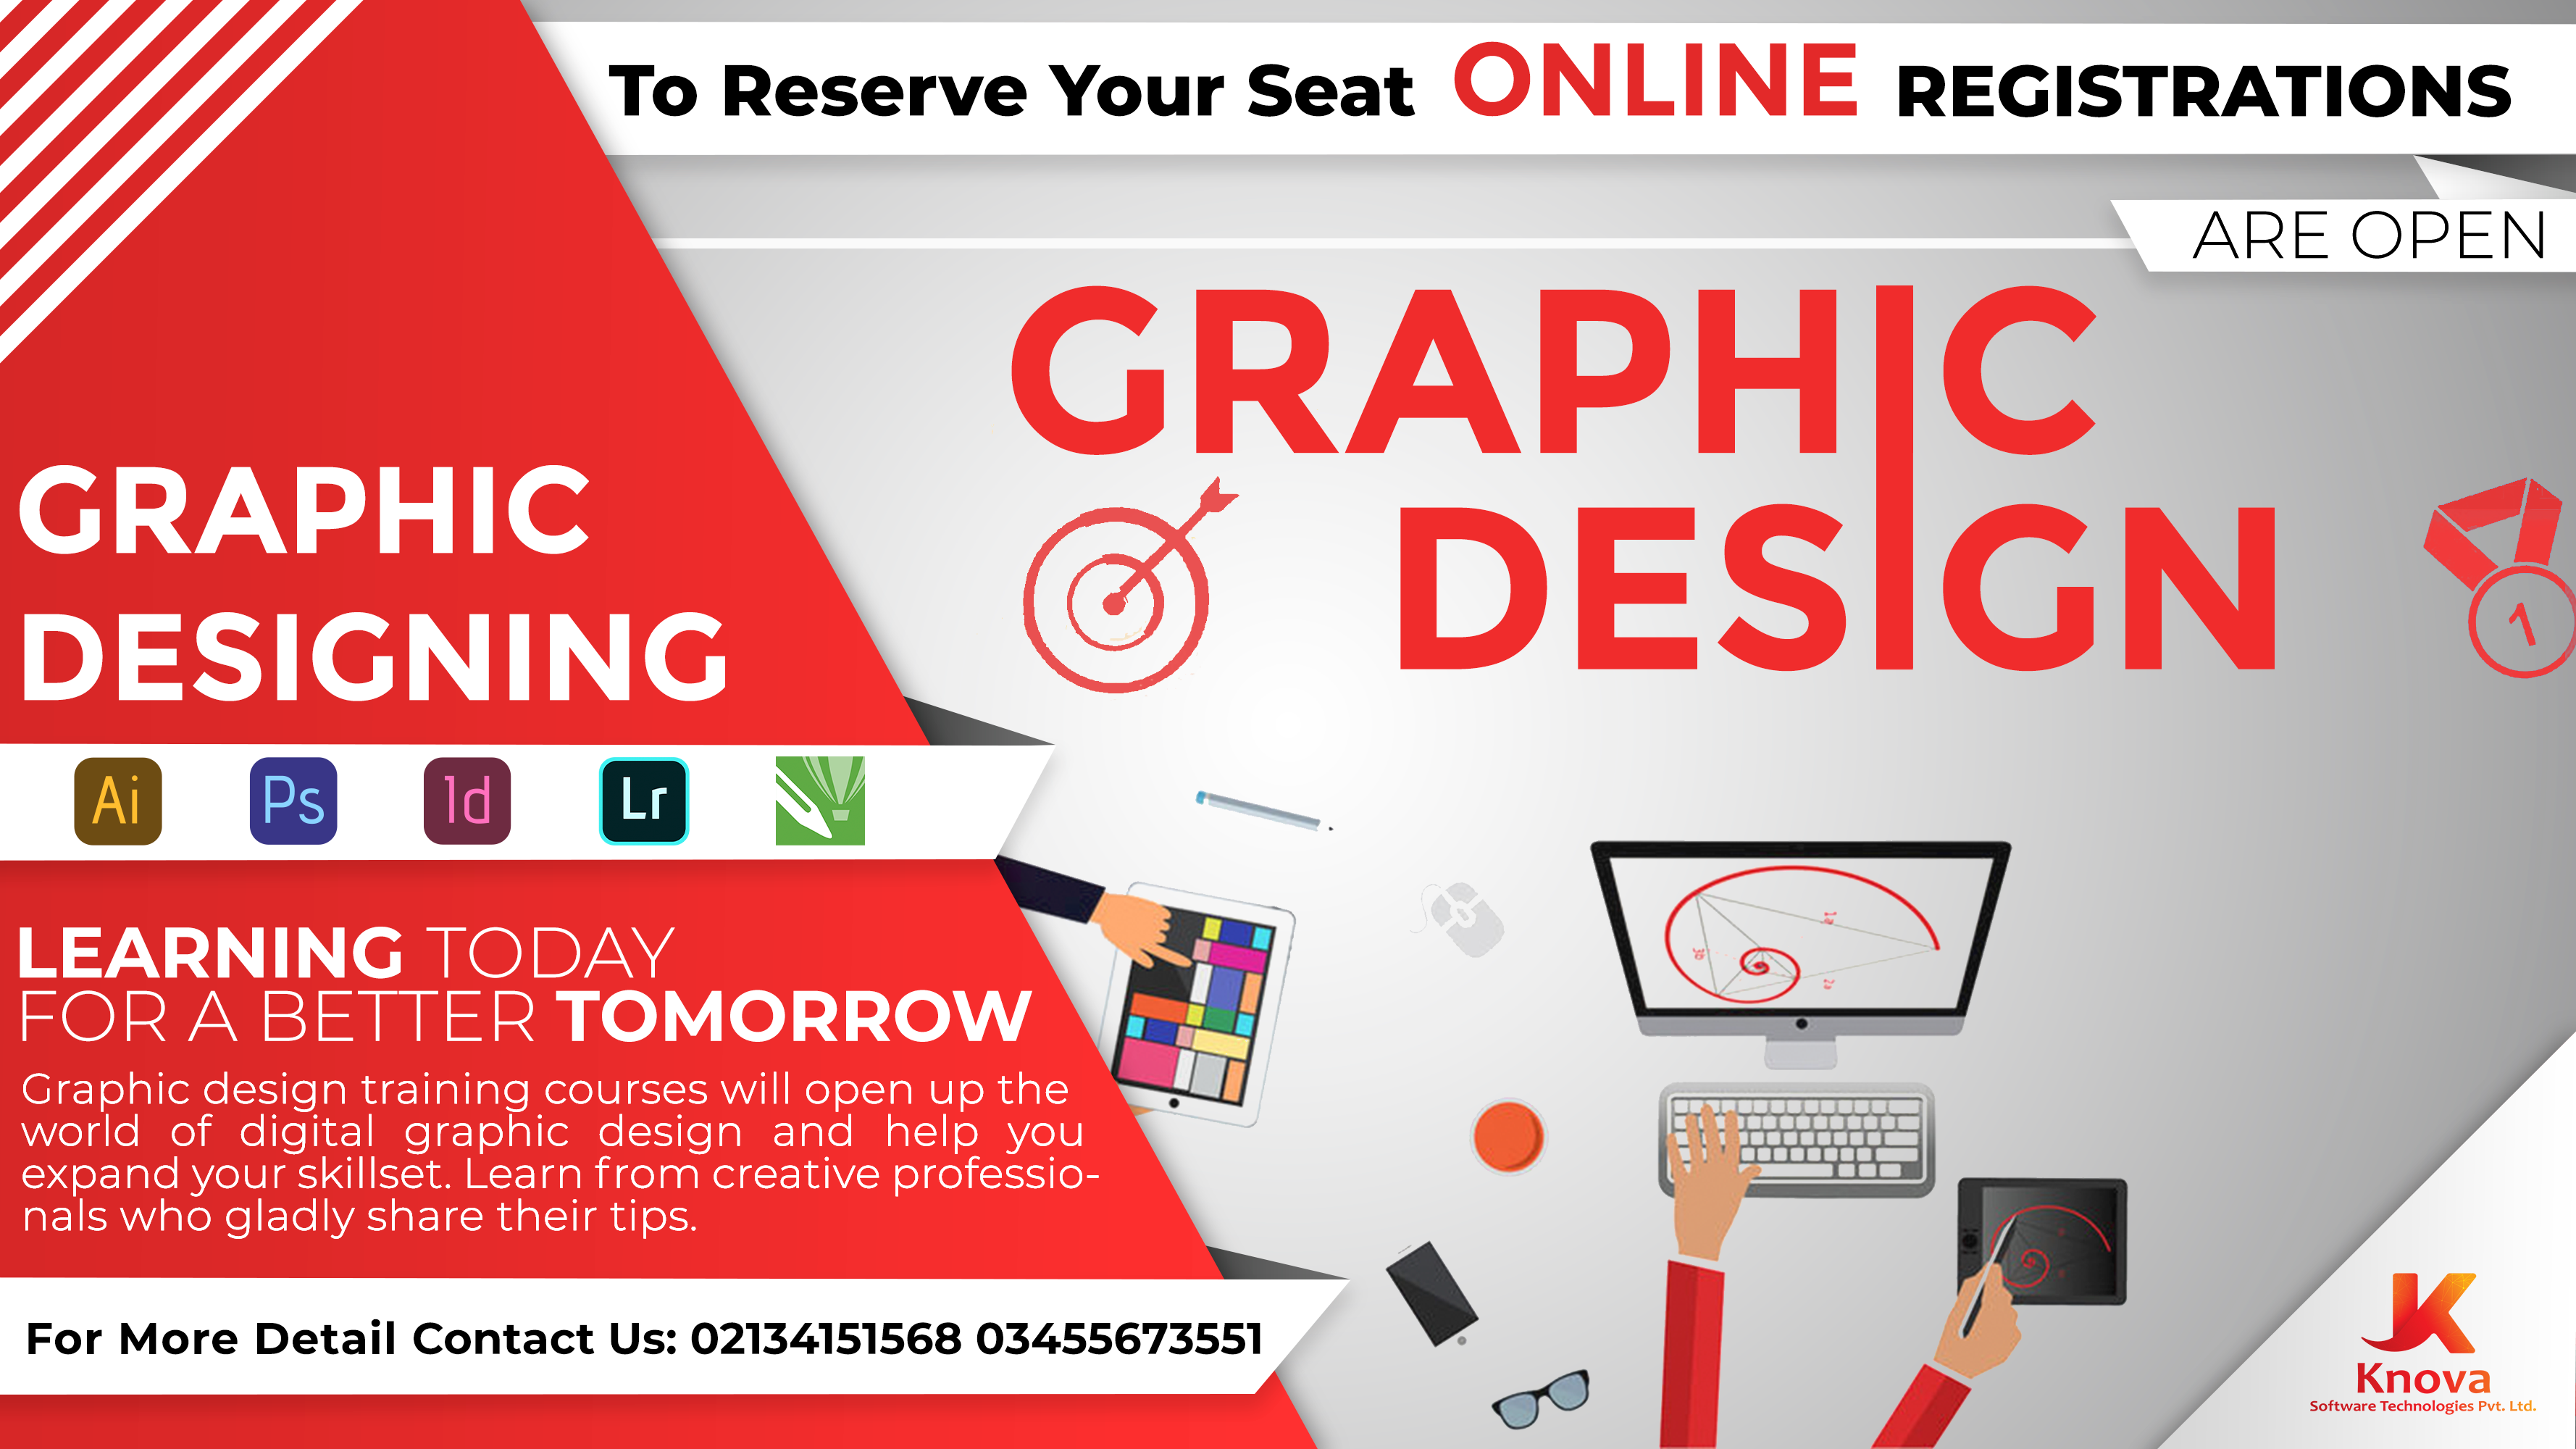 To Reserve Your Seat ONLINE REGISTRATIONS
ARE OPEN
GRAPHIC
DESIGN
1
GRAPHIC
DESIGNING
Ai Ps Id Lr
LEARNING TODAY
FOR A BETTER TOMORROW
Graphic design training courses will open up the
world of digital graphic design and help you
expand your skillset. Learn from creative professio-
nals who gladly share their tips.
For More Detail Contact Us: 02134151568 03455673551
Knova
Software Technologies Pvt. Ltd.